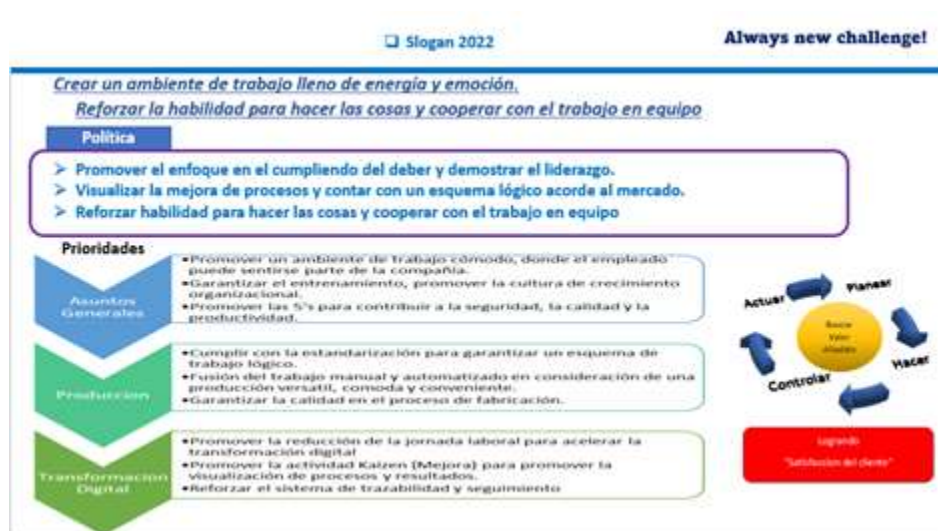 Slogan 2022
Always new challenge!
Crear un ambiente de trabajo lleno de energía y emoción.
Reforzar la habilidad para hacer las cosas y cooperar con el trabajo en equipo
Política
Promover el enfoque en el cumpliendo del deber y demostrar el liderazgo.
Visualizar la mejora de procesos y contar con un esquema lógico acorde al mercado.
Reforzar habilidad para hacer las cosas y cooperar con el trabajo en equipo
Prioridades
Asuntos
Generales
•Promover un ambiente de trabajo cómodo, donde el empleado
puede sentirse parte de la compañía.
•Garantizar el entrenamiento, promover la cultura de crecimiento
organizacional.
•Promover las 5's para contribuir a la seguridad, la calidad y la
productividad.
Produccion
•Cumplir con la estandarización para garantizar un esquema de
trabajo lógico.
•Fusión del trabajo manual y automatizado en consideración de una
producción versatil, comoda y conveniente.
•Garantizar la calidad en el proceso de fabricación.
Transformación
Digital
•Promover la reducción de la jornada laboral para acelerar la
transformación digital
•Promover la actividad Kaizen (Mejora) para promover la
visualización de procesos y resultados.
•Reforzar el sistema de trazabilidad y seguimiento
Actuar
Planear
Hacer
Controlar
Valor
Logrando
"Satisfaccion del cliente"